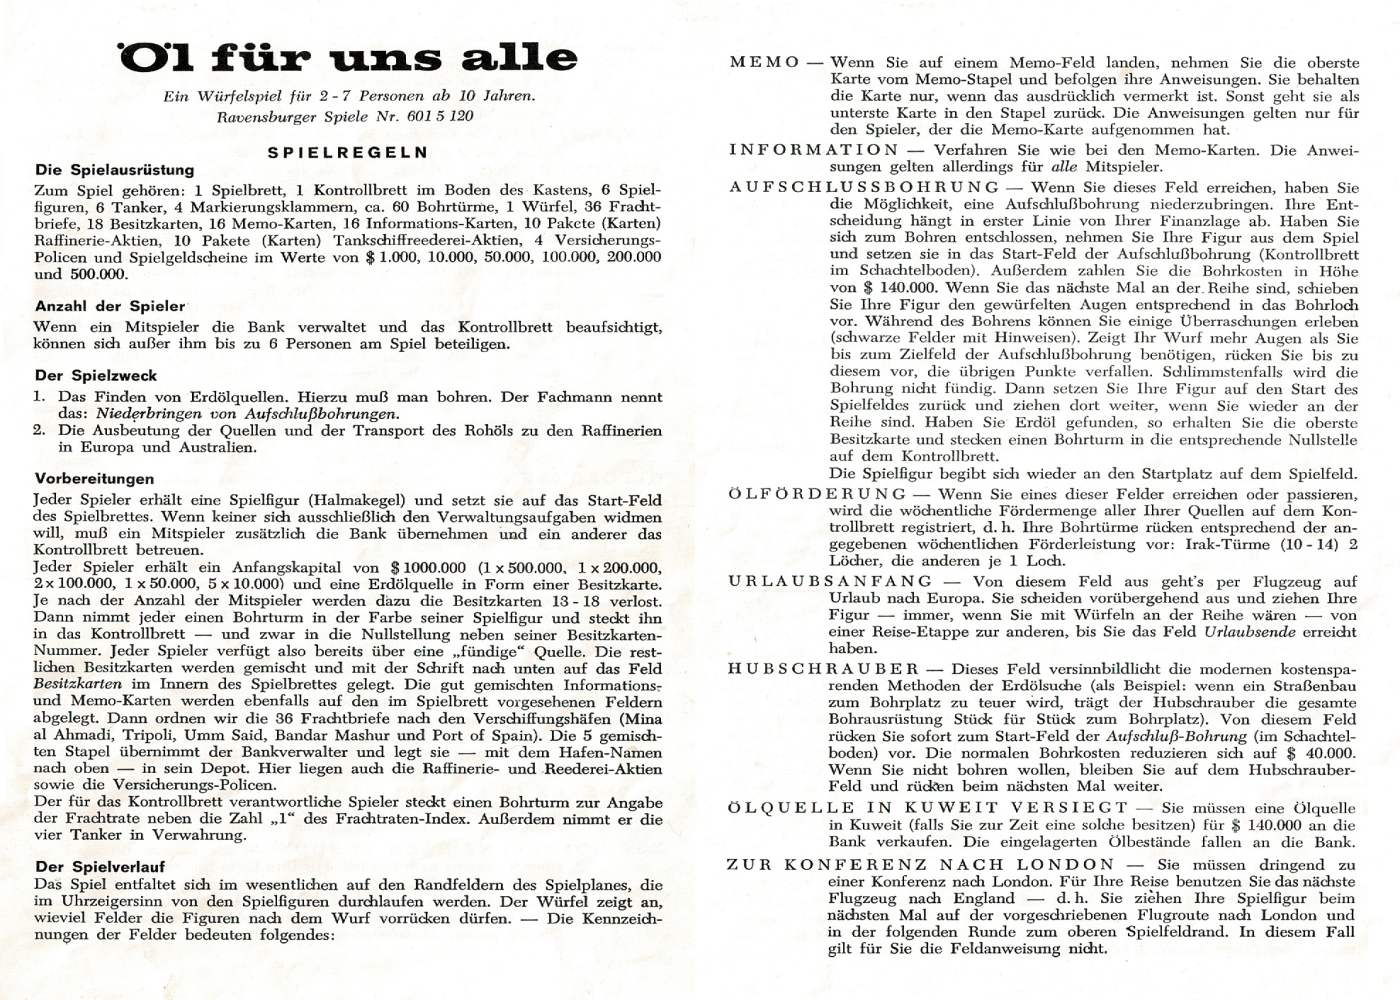 Öl für uns alle
Ein Würfelspiel für 2 - 7 Personen ab 10 Jahren.
Ravensburger Spiele Nr. 601 5 120
SPIELREGELN
Die Spielausrüstung
Zum Spiel gehören: 1 Spielbrett, 1 Kontrollbrett im Boden des Kastens, 6 Spiel-
figuren, 6 Tanker, 4 Markierungsklammern, ca. 60 Bohrtürme, 1 Würfel, 36 Fracht-
briefe, 18 Besitzkarten, 16 Memo-Karten, 16 Informations-Karten, 10 Pakete (Karten)
Raffinerie-Aktien, 10 Pakete (Karten) Tankschiffreederei-Aktien, 4 Versicherungs-
Policen und Spielgeldscheine im Werte von $ 1.000, 10.000, 50.000, 100.000, 200.000
und 500.000.
Anzahl der Spieler
Wenn ein Mitspieler die Bank verwaltet und das Kontrollbrett beaufsichtigt,
können sich außer ihm bis zu 6 Personen am Spiel beteiligen.
Der Spielzweck
1. Das Finden von Erdölquellen. Hierzu muß man bohren. Der Fachmann nennt
das: Niederbringen von Aufschlußbohrungen.
2. Die Ausbeutung der Quellen und der Transport des Rohöls zu den Raffinerien
in Europa und Australien.
Vorbereitungen
Jeder Spieler erhält eine Spielfigur (Halmakegel) und setzt sie auf das Start-Feld
des Spielbrettes. Wenn keiner sich ausschließlich den Verwaltungsaufgaben widmen
will, muß ein Mitspieler zusätzlich die Bank übernehmen und ein anderer das
Kontrollbrett betreuen.
Jeder Spieler erhält ein Anfangskapital von $ 1000.000 (1 x 500.000, 1 x 200.000,
2 x 100.000, 1 x 50.000, 5 x 10.000) und eine Erdölquelle in Form einer Besitzkarte.
Je nach der Anzahl der Mitspieler werden dazu die Besitzkarten 13 - 18 verlost.
Dann nimmt jeder einen Bohrturm in der Farbe seiner Spielfigur und steckt ihn
in das Kontrollbrett — und zwar in die Nullstellung neben seiner Besitzkarten-
Nummer. Jeder Spieler verfügt also bereits über eine „fündige“ Quelle. Die rest-
lichen Besitzkarten werden gemischt und mit der Schrift nach unten auf das Feld
Besitzkarten im Innern des Spielbrettes gelegt. Die gut gemischten Informations-
und Memo-Karten werden ebenfalls auf den im Spielbrett vorgesehenen Feldern
abgelegt. Dann ordnen wir die 36 Frachtbriefe nach den Verschiffungshäfen (Mina
al Ahmadi, Tripoli, Umm Said, Bandar Mashur und Port of Spain). Die 5 gemisch-
ten Stapel übernimmt der Bankverwalter und legt sie — mit dem Hafen-Namen
nach oben — in sein Depot. Hier liegen auch die Raffinerie- und Reederei-Aktien
sowie die Versicherungs-Policen.
Der für das Kontrollbrett verantwortliche Spieler steckt einen Bohrturm zur Angabe
der Frachtrate neben die Zahl „1“ des Frachtraten-Index. Außerdem nimmt er die
vier Tanker in Verwahrung.
Der Spielverlauf
Das Spiel entfaltet sich im wesentlichen auf den Randfeldern des Spielplanes, die
im Uhrzeigersinn von den Spielfiguren durchlaufen werden. Der Würfel zeigt an,
wieviel Felder die Figuren nach dem Wurf vorrücken dürfen. — Die Kennzeich-
nungen der Felder bedeuten folgendes:
MEMO — Wenn Sie auf einem Memo-Feld landen, nehmen Sie die oberste
Karte vom Memo-Stapel und befolgen ihre Anweisungen. Sie behalten
die Karte nur, wenn das ausdrücklich vermerkt ist. Sonst geht sie als
unterste Karte in den Stapel zurück. Die Anweisungen gelten nur für
den Spieler, der die Memo-Karte aufgenommen hat.
INFORMATION — Verfahren Sie wie bei den Memo-Karten. Die Anwei-
sungen gelten allerdings für alle Mitspieler.
AUFSCHLUSSBOHRUNG — Wenn Sie dieses Feld erreichen, haben Sie
die Möglichkeit, eine Aufschlußbohrung niederzubringen. Ihre Ent-
scheidung hängt in erster Linie von Ihrer Finanzlage ab. Haben Sie
sich zum Bohren entschlossen, nehmen Sie Ihre Figur aus dem Spiel
und setzen sie in das Start-Feld der Aufschlußbohrung (Kontrollbrett
im Schachtelboden). Außerdem zahlen Sie die Bohrkosten in Höhe
von $ 140.000. Wenn Sie das nächste Mal an der Reihe sind, schieben
Sie Ihre Figur den gewürfelten Augen entsprechend in das Bohrloch
vor. Während des Bohrens können Sie einige Überraschungen erleben
(schwarze Felder mit Hinweisen). Zeigt Ihr Wurf mehr Augen als Sie
bis zum Zielfeld der Aufschlußbohrung benötigen, rücken Sie bis zu
diesem vor, die übrigen Punkte verfallen. Schlimmstenfalls wird die
Bohrung nicht fündig. Dann setzen Sie Ihre Figur auf den Start des
Spielfeldes zurück und ziehen dort weiter, wenn Sie wieder an der
Reihe sind. Haben Sie Erdöl gefunden, so erhalten Sie die oberste
Besitzkarte und stecken einen Bohrturm in die entsprechende Nullstelle
auf dem Kontrollbrett.
Die Spielfigur begibt sich wieder an den Startplatz auf dem Spielfeld.
ÖLFÖRDERUNG — Wenn Sie eines dieser Felder erreichen oder passieren,
wird die wöchentliche Fördermenge aller Ihrer Quellen auf dem Kon-
trollbrett registriert, d. h. Ihre Bohrtürme rücken entsprechend der an-
gegebenen wöchentlichen Förderleistung vor: Irak-Türme (10 - 14) 2
Löcher, die anderen je 1 Loch.
URLAUBSANFANG — Von diesem Feld aus geht's per Flugzeug auf
Urlaub nach Europa. Sie scheiden vorübergehend aus und ziehen Ihre
Figur — immer, wenn Sie mit Würfeln an der Reihe wären — von
einer Reise-Etappe zur anderen, bis Sie das Feld Urlaubsende erreicht
haben.
HUBSCHRAUBER — Dieses Feld versinnbildlicht die modernen kostenspa-
renden Methoden der Erdölsuche (als Beispiel: wenn ein Straßenbau
zum Bohrplatz zu teuer wird, trägt der Hubschrauber die gesamte
Bohrausrüstung Stück für Stück zum Bohrplatz). Von diesem Feld
rücken Sie sofort zum Start-Feld der Aufschluß-Bohrung (im Schachtel-
boden) vor. Die normalen Bohrkosten reduzieren sich auf $ 40.000.
Wenn Sie nicht bohren wollen, bleiben Sie auf dem Hubschrauber-
Feld und rücken beim nächsten Mal weiter.
ÖLQUELLE IN KUWEIT VERSIEGT — Sie müssen eine Ölquelle
in Kuweit (falls Sie zur Zeit eine solche besitzen) für $ 140.000 an die
Bank verkaufen. Die eingelagerten Ölbestände fallen an die Bank.
ZUR KONFERENZ NACH LONDON — Sie müssen dringend zu
einer Konferenz nach London. Für Ihre Reise benutzen Sie das nächste
Flugzeug nach England — d. h. Sie ziehen Ihre Spielfigur beim
nächsten Mal auf der vorgeschriebenen Flugroute nach London und
in der folgenden Runde zum oberen Spielfeldrand. In diesem Fall
gilt für Sie die Feldanweisung nicht.